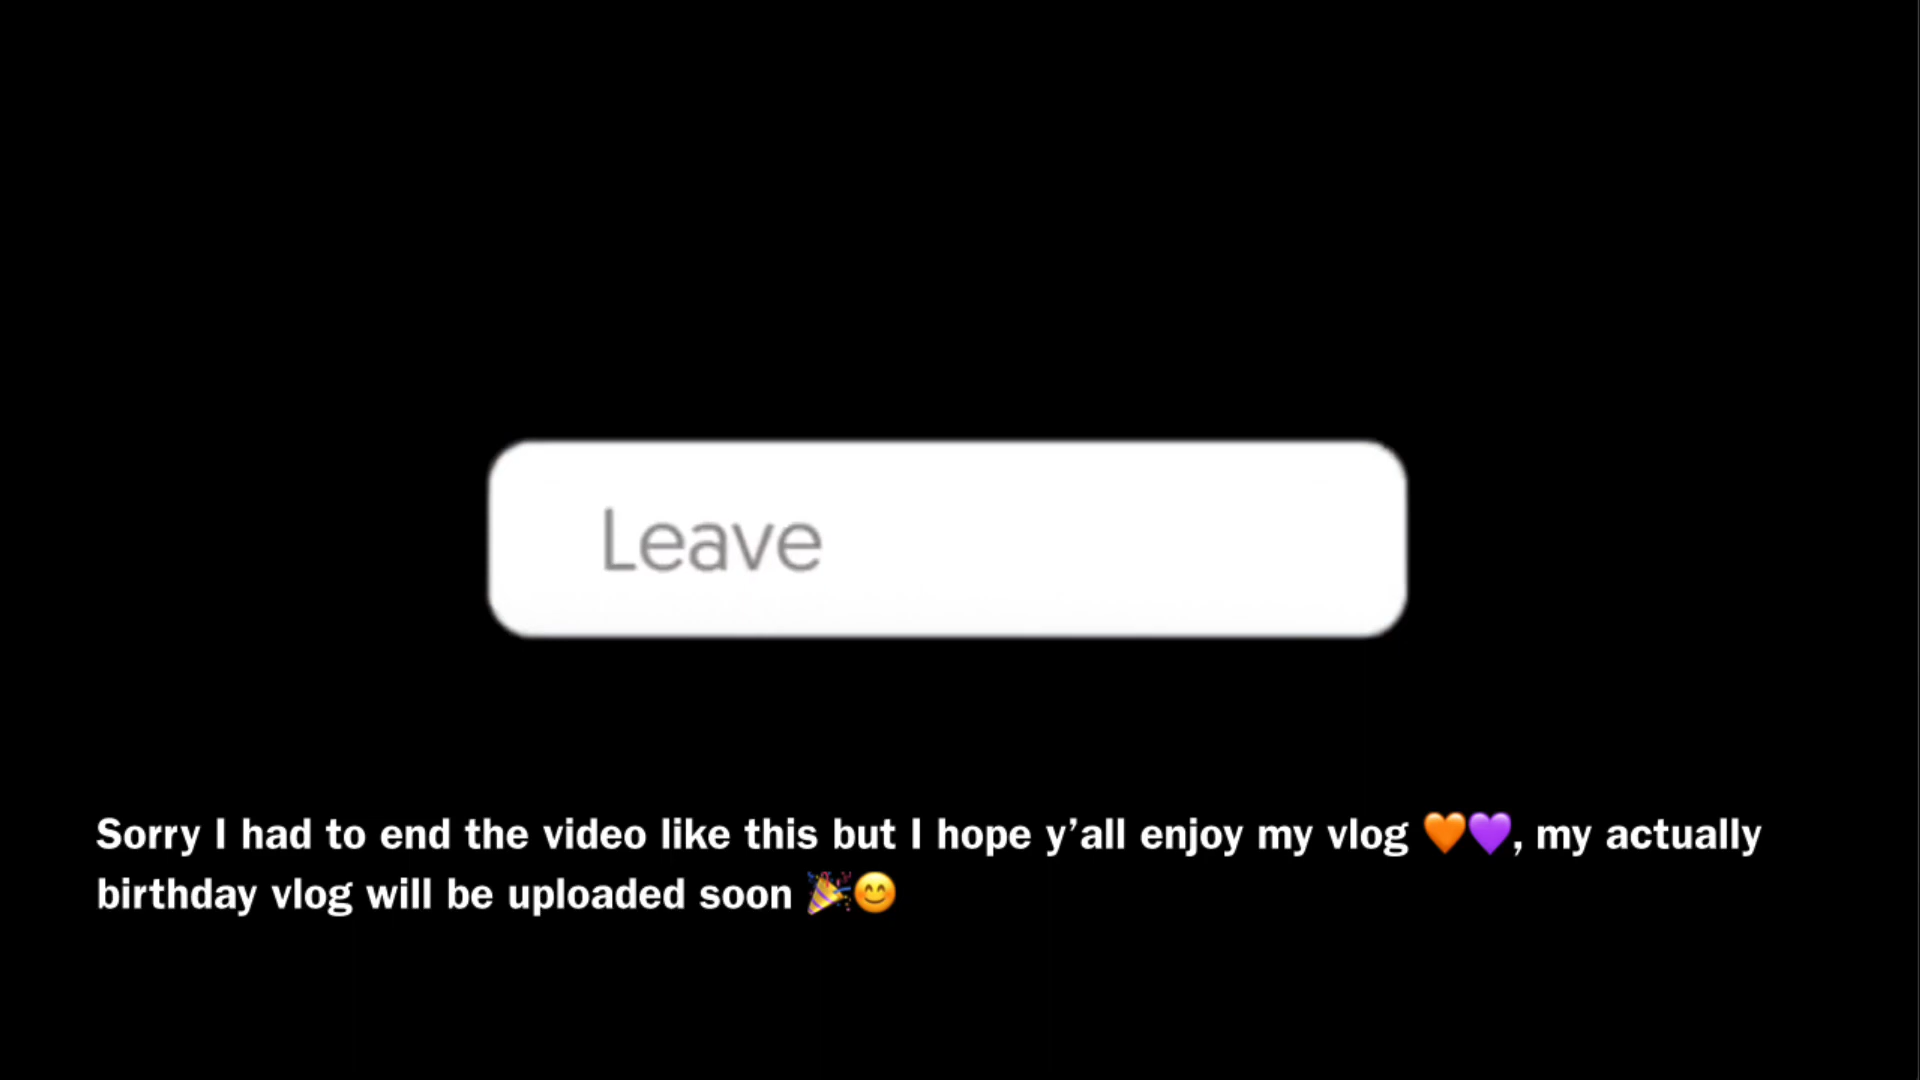 Leave
Sorry I had to end the video like this but I hope y’all enjoy my vlog 🧡💜, my actually
birthday vlog will be uploaded soon 🎉😊